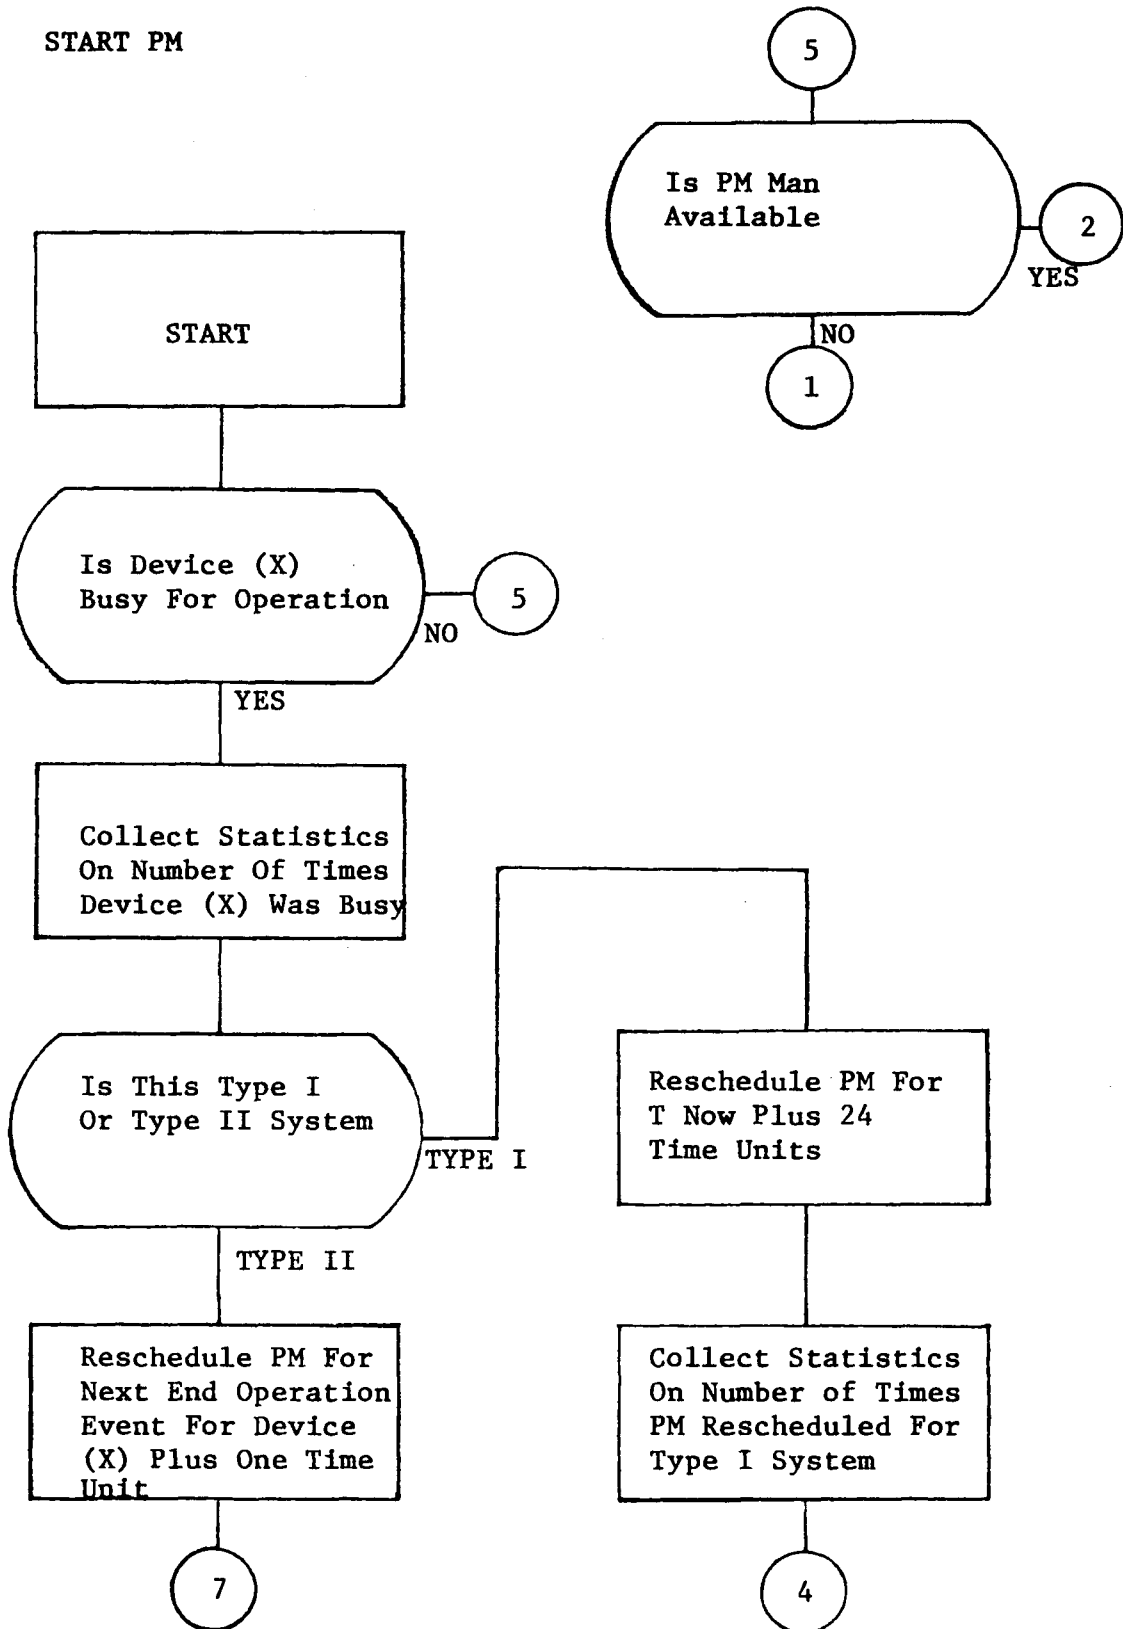 START PM
5
Is PM Man
Available
2
YES
NO
1
START
Is Device (X)
Busy For Operation
5
NO
YES
Collect Statistics
On Number Of Times
Device (X) Was Busy
Is This Type I
Or Type II System
TYPE I
TYPE II
Reschedule PM For
Next End Operation
Event For Device
(X) Plus One Time
Unit
7
Reschedule PM For
T Now Plus 24
Time Units
Collect Statistics
On Number of Times
PM Rescheduled For
Type I System
4